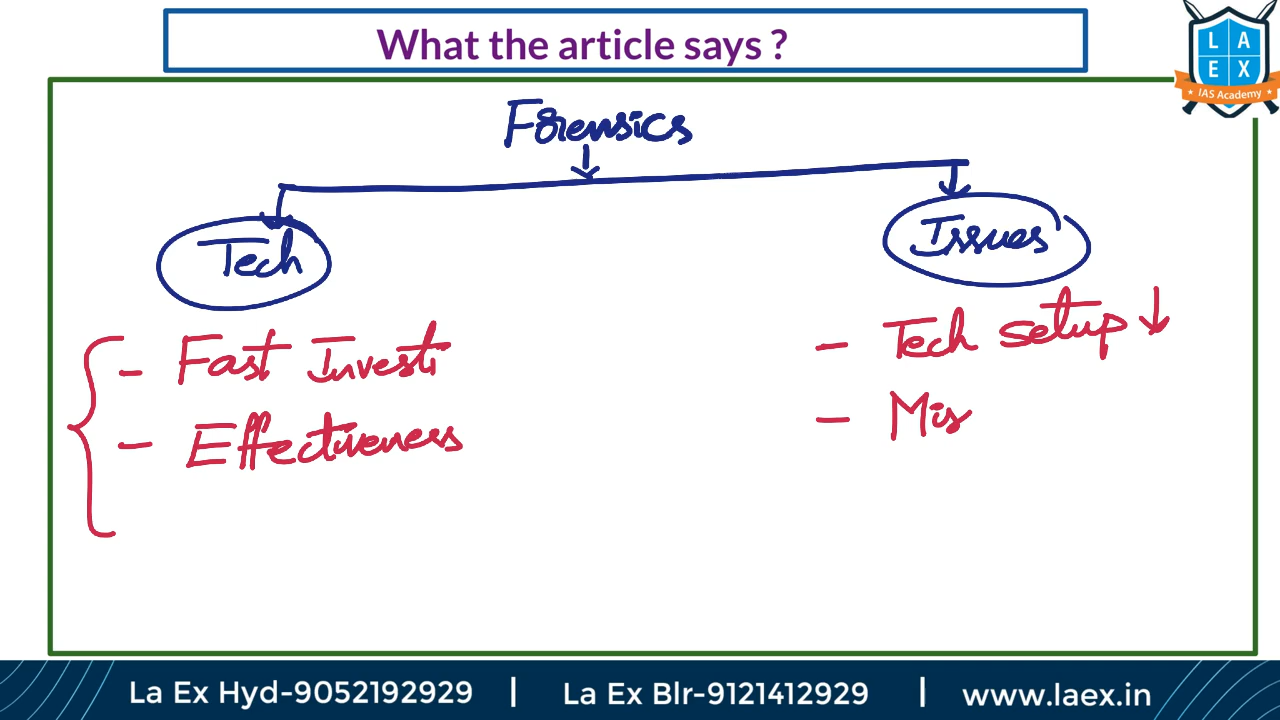 What the article says ?
L A
E X
IAS Academy
Forensics
Tech
Issues
- Fast Investi
- Effectiveness
- Tech setup ↓
- Mis
La Ex Hyd-9052192929 | La Ex Blr-9121412929 | www.laex.in